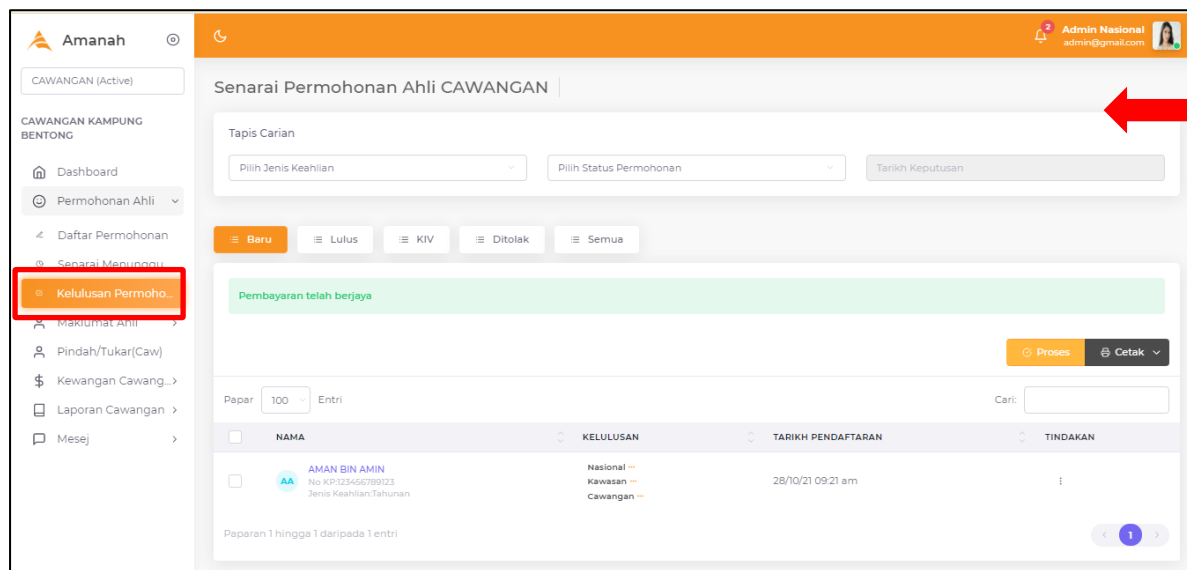 Amanah
2
Admin Nasional
admin@gmail.com
CAWANGAN (Active)
CAWANGAN KAMPUNG
BENTONG
Dashboard
Permohonan Ahli
Daftar Permohonan
Senarai Menunggu
Kelulusan Permoho...
Maklumat Ahli
Pindah/Tukar(Caw)
Kewangan Cawang...
Laporan Cawangan
Mesej
Senarai Permohonan Ahli CAWANGAN
Tapis Carian
Pilih Jenis Keahlian
Pilih Status Permohonan
Tarikh Keputusan
Baru
Lulus
KIV
Ditolak
Semua
Pembayaran telah berjaya
Proses
Cetak
Papar 100 Entri
Cari:
NAMA KELULUSAN TARIKH PENDAFTARAN TINDAKAN
AA
AMAN BIN AMIN
No KP:123456789123
Jenis Keahlian:Tahunan
Nasional --
Kawasan --
Cawangan --
28/10/21 09:21 am
Paparan 1 hingga 1 daripada 1 entri
1